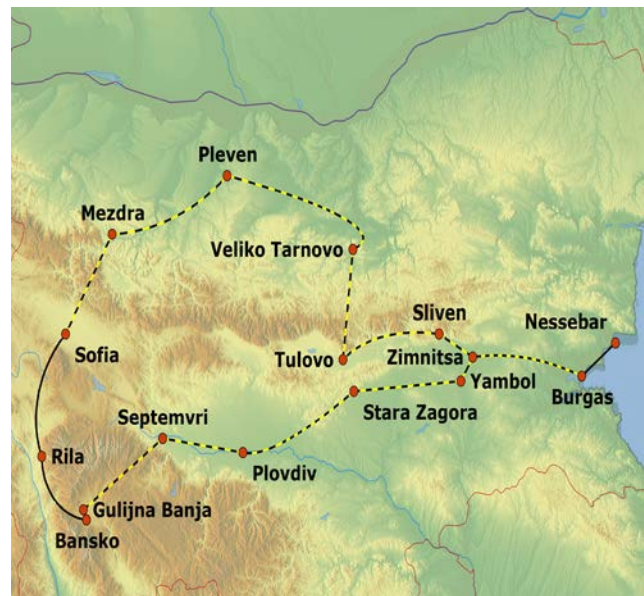 Pleven
Mezdra
Veliko Tarnovo
Sliven
Nessebar
Sofia
Tulovo
Zimnitsa
Yambol
Burgas
Stara Zagora
Septemvri
Rila
Plovdiv
Gulijna Banja
Bansko